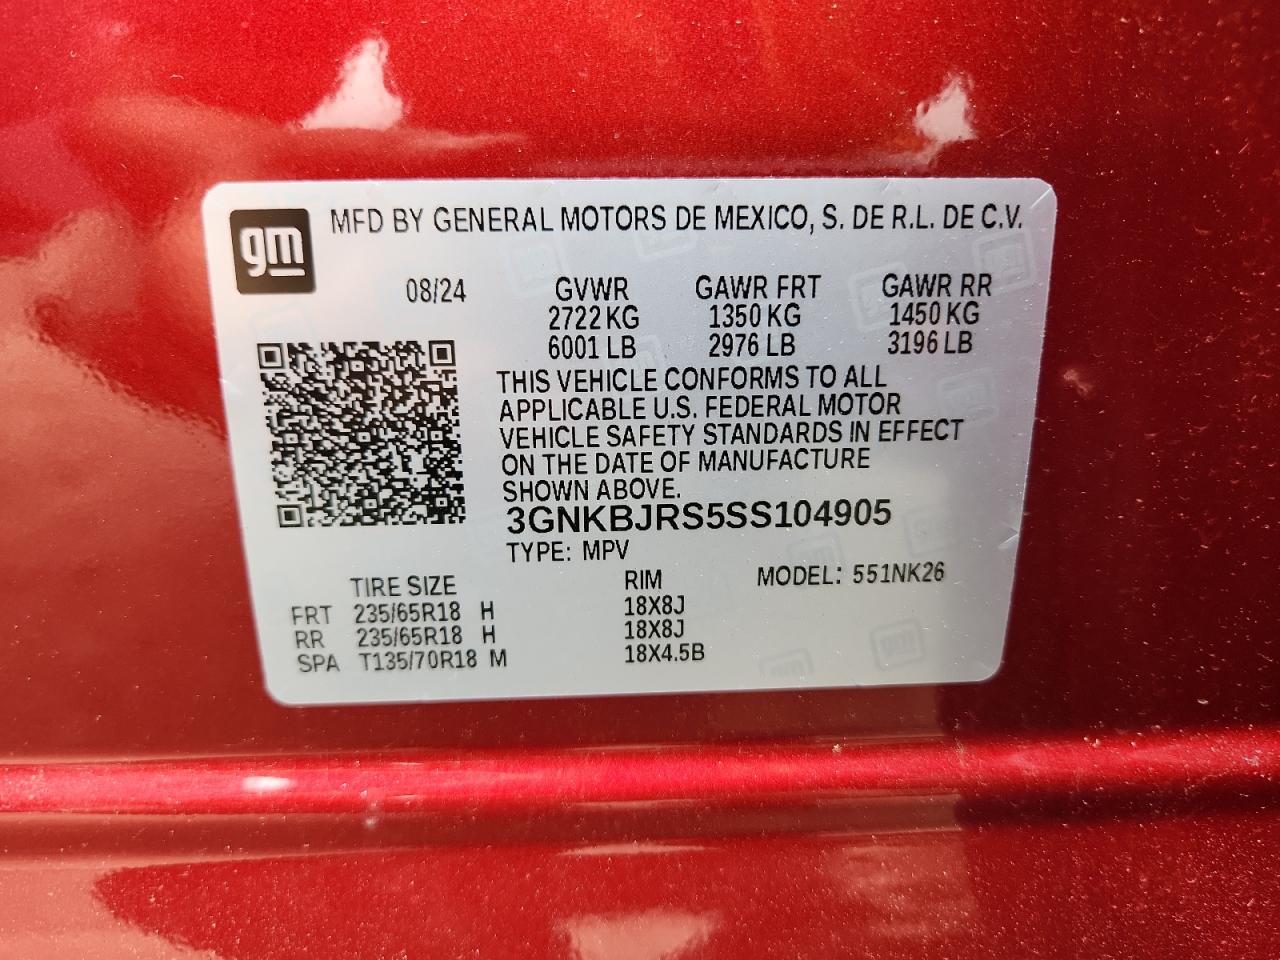 gm
MFD BY GENERAL MOTORS DE MEXICO, S. DE R.L. DE C.V.
08/24 GVWR GAWR FRT GAWR RR
2722 KG 1350 KG 1450 KG
6001 LB 2976 LB 3196 LB
THIS VEHICLE CONFORMS TO ALL
APPLICABLE U.S. FEDERAL MOTOR
VEHICLE SAFETY STANDARDS IN EFFECT
ON THE DATE OF MANUFACTURE
SHOWN ABOVE.
3GNKBJRS5SS104905
TYPE: MPV
TIRE SIZE RIM MODEL: 551NK26
FRT 235/65R18 H 18X8J
RR 235/65R18 H 18X8J
SPA T135/70R18 M 18X4.5B